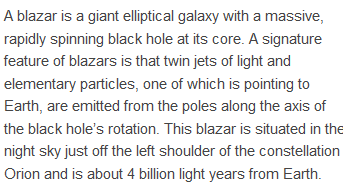 A blazar is a giant elliptical galaxy with a massive,
rapidly spinning black hole at its core. A signature
feature of blazars is that twin jets of light and
elementary particles, one of which is pointing to
Earth, are emitted from the poles along the axis of
the black hole’s rotation. This blazar is situated in the
night sky just off the left shoulder of the constellation
Orion and is about 4 billion light years from Earth.